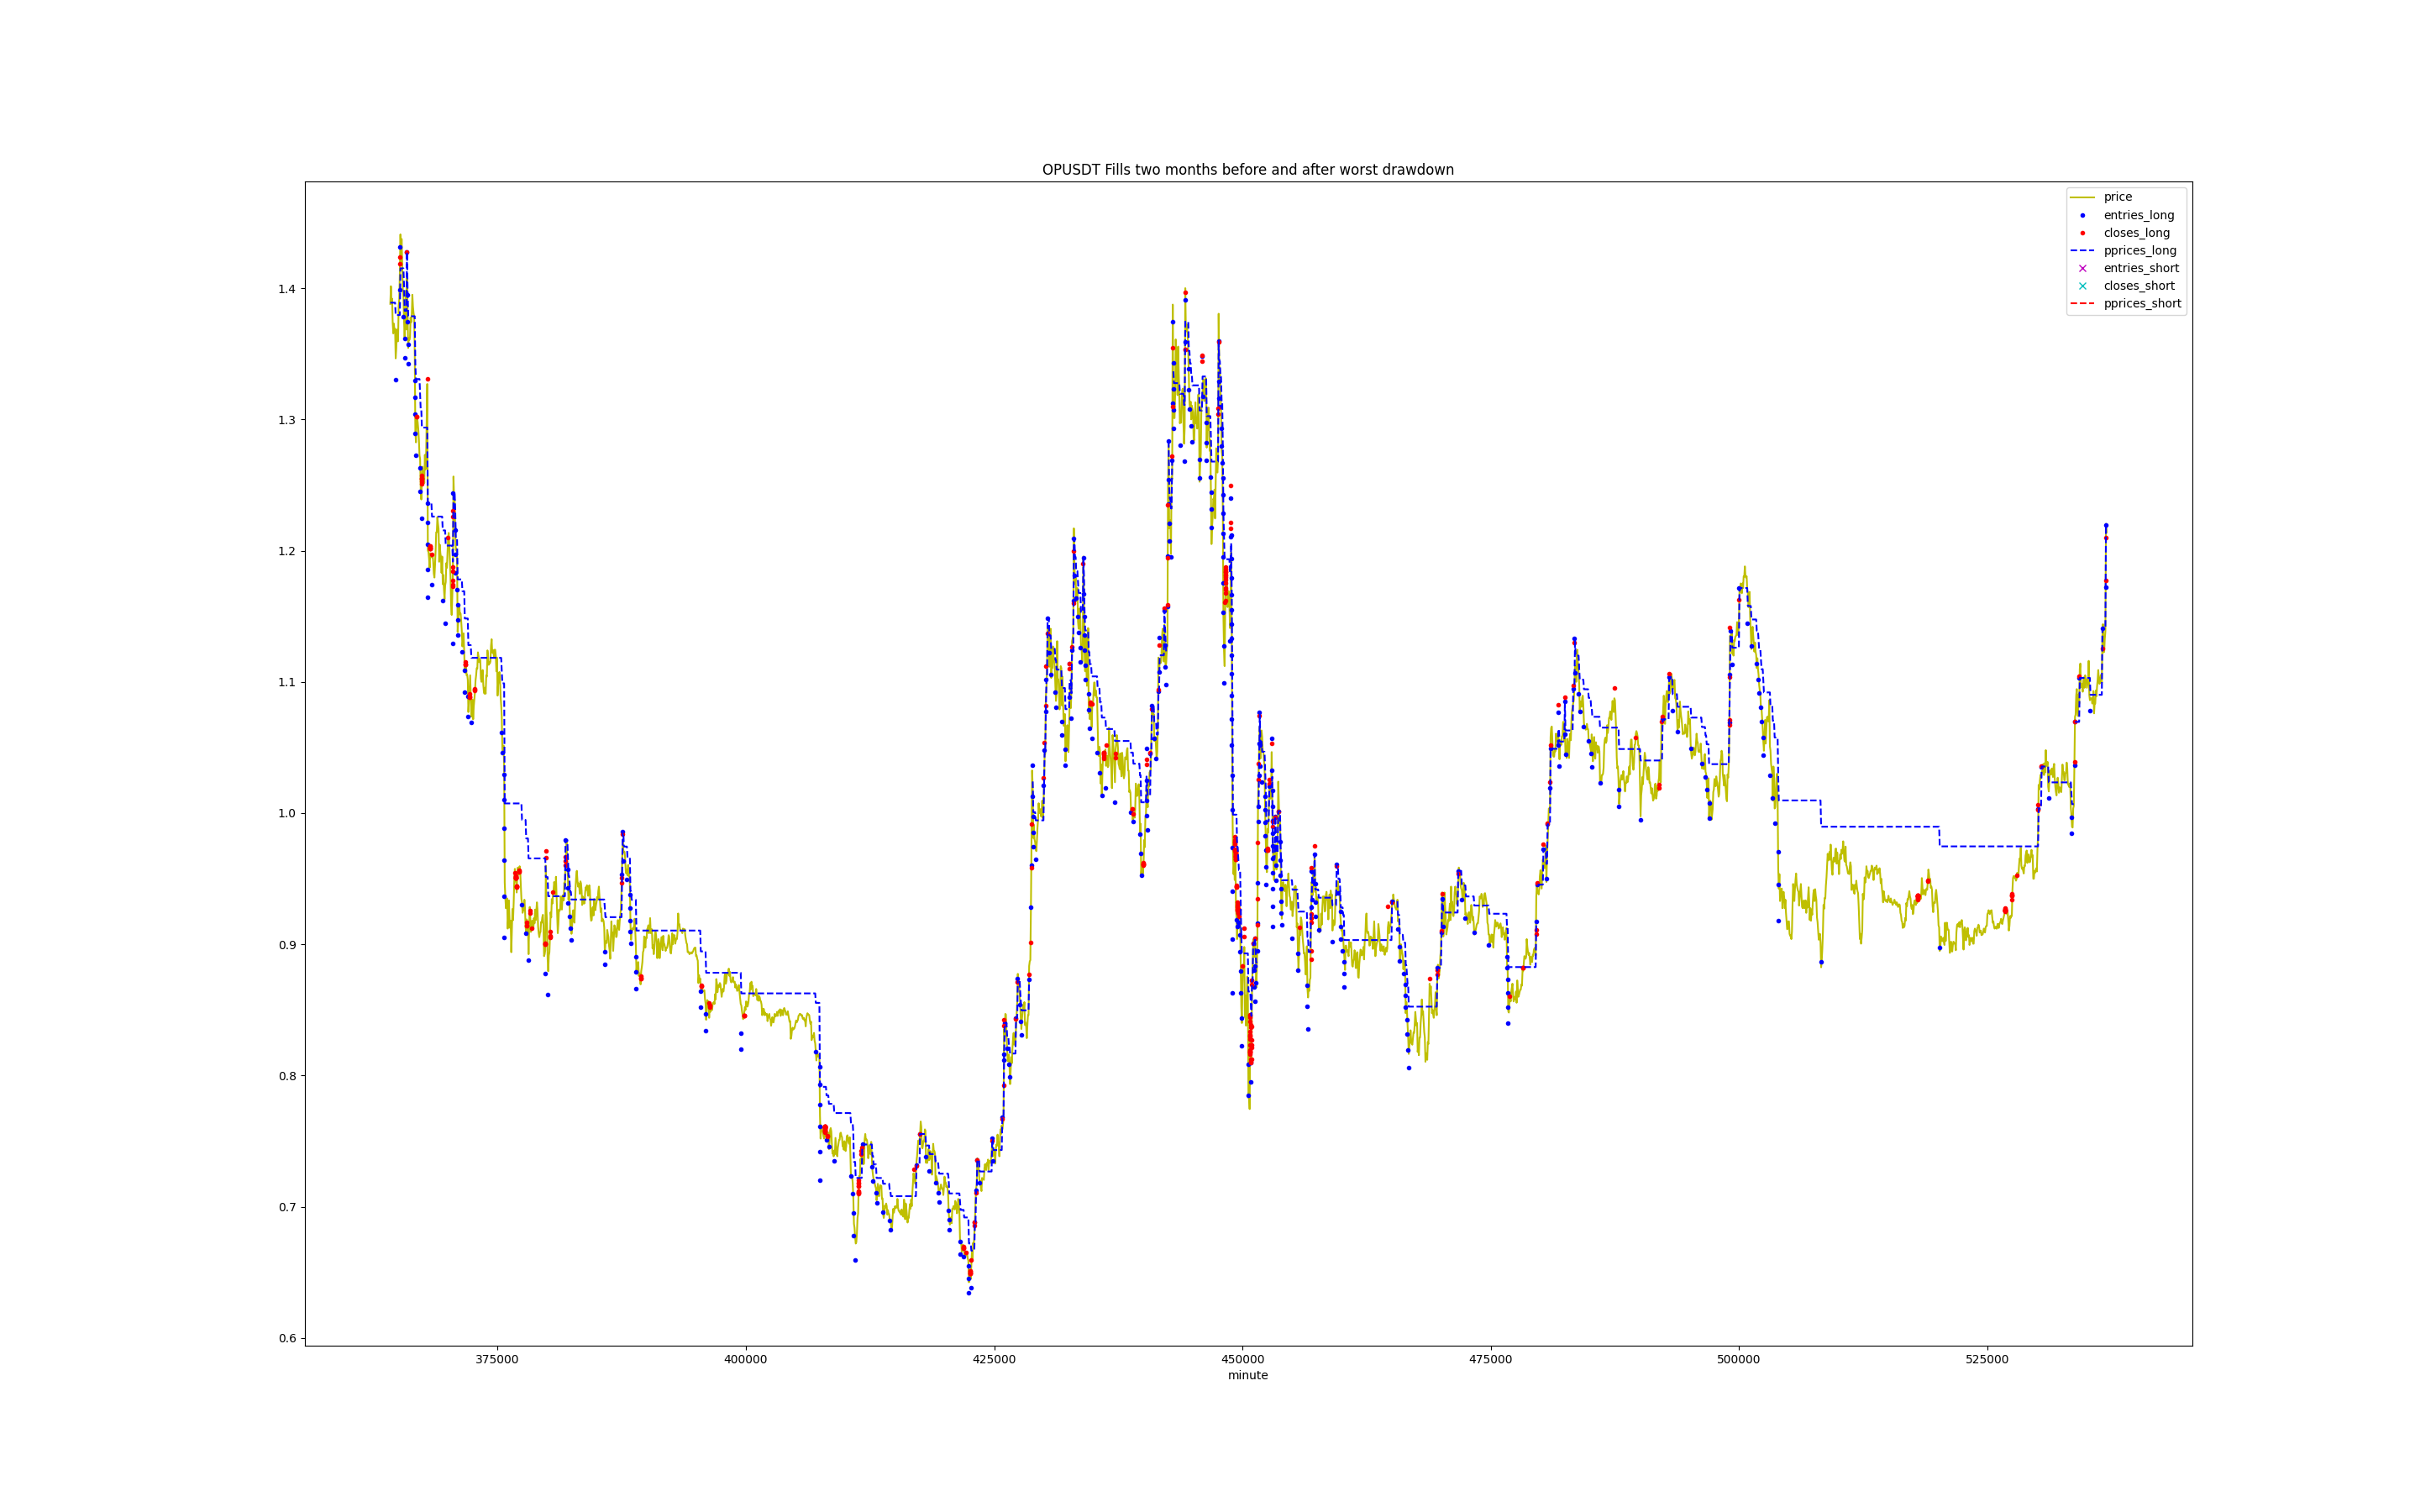 OPUSDT Fills two months before and after worst drawdown
price
entries_long
closes_long
pprices_long
entries_short
closes_short
pprices_short
1.4
1.3
1.2
1.1
1.0
0.9
0.8
0.7
0.6
375000 400000 425000 450000 475000 500000 525000
minute